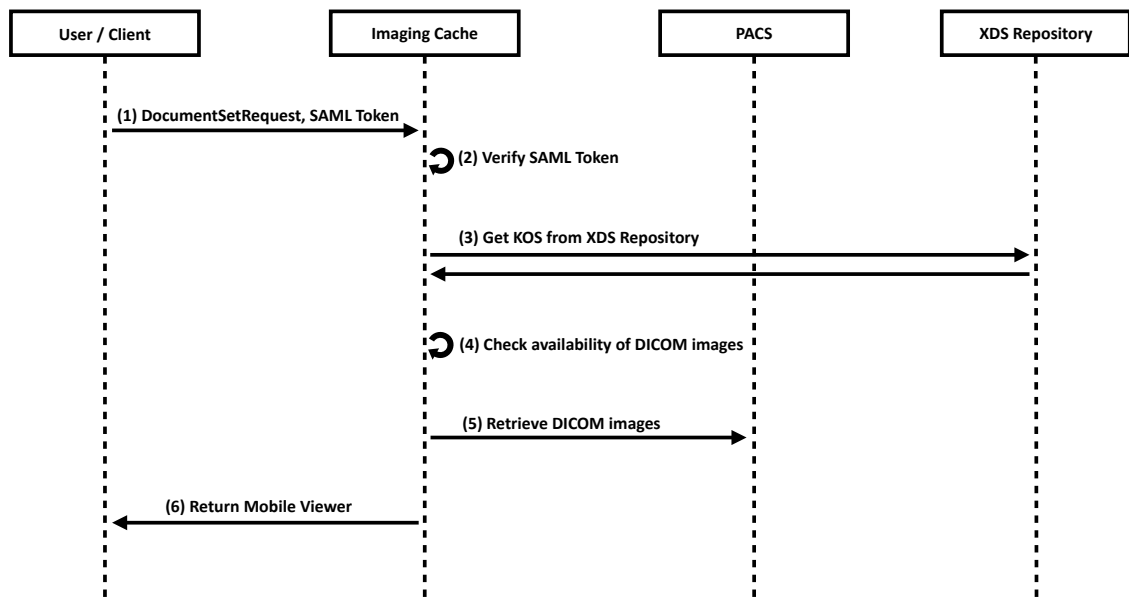 User / Client
Imaging Cache
PACS
XDS Repository
(1) DocumentSetRequest, SAML Token
(2) Verify SAML Token
(3) Get KOS from XDS Repository
(4) Check availability of DICOM images
(5) Retrieve DICOM images
(6) Return Mobile Viewer